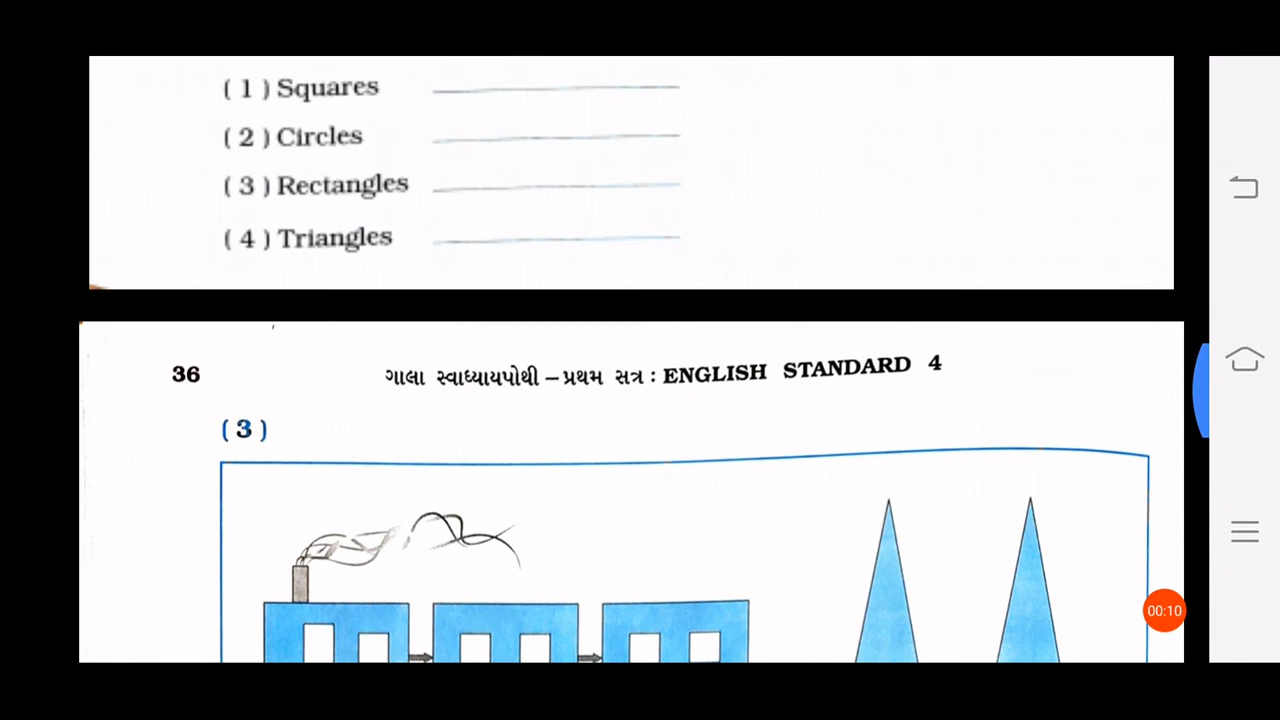 ( 1 ) Squares
( 2 ) Circles
( 3 ) Rectangles
( 4 ) Triangles
36 ગાલા સ્વાધ્યાયપોથી – પ્રથમ સત્ર : ENGLISH STANDARD 4
( 3 )
00:10